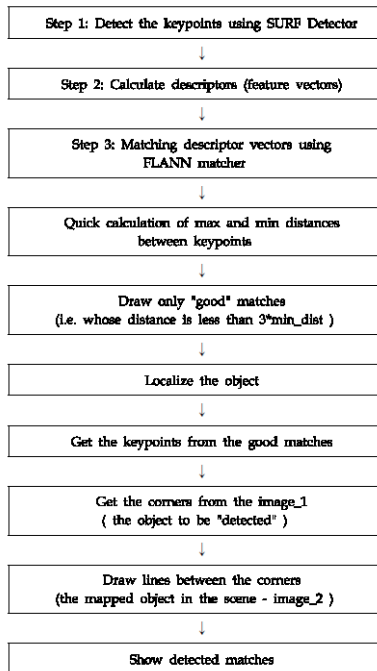 Step 1: Detect the keypoints using SURF Detector
↓
Step 2: Calculate descriptors (feature vectors)
↓
Step 3: Matching descriptor vectors using
FLANN matcher
↓
Quick calculation of max and min distances
between keypoints
↓
Draw only "good" matches
(i.e. whose distance is less than 3*min_dist )
↓
Localize the object
↓
Get the keypoints from the good matches
↓
Get the corners from the image_1
( the object to be "detected" )
↓
Draw lines between the corners
(the mapped object in the scene - image_2 )
↓
Show detected matches